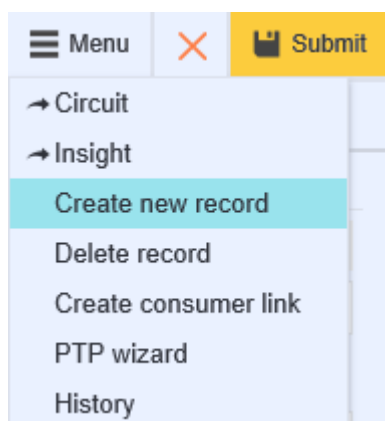 Menu Submit
Circuit
Insight
Create new record
Delete record
Create consumer link
PTP wizard
History